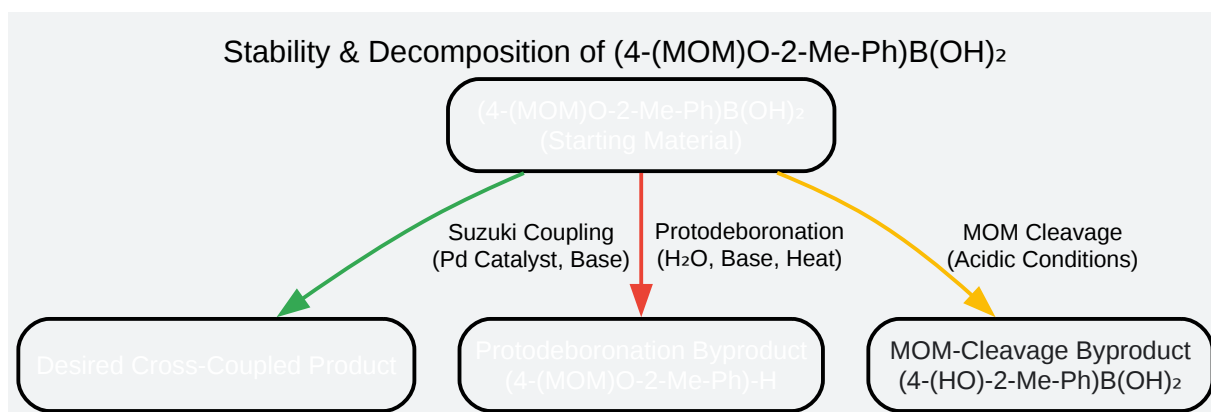 Stability & Decomposition of (4-(MOM)O-2-Me-Ph)B(OH)₂
(4-(MOM)O-2-Me-Ph)B(OH)₂
(Starting Material)
Suzuki Coupling
(Pd Catalyst, Base)
Protodeboronation
(H₂O, Base, Heat)
MOM Cleavage
(Acidic Conditions)
Desired Cross-Coupled Product
Protodeboronation Byproduct
(4-(MOM)O-2-Me-Ph)-H
MOM-Cleavage Byproduct
(4-(HO)-2-Me-Ph)B(OH)₂